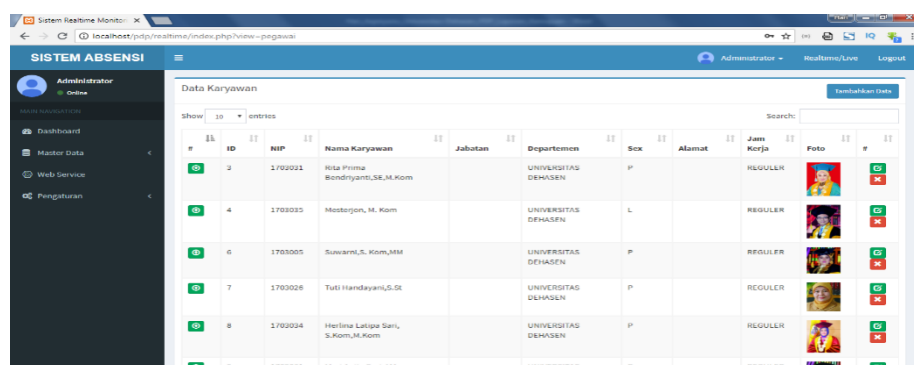 Sistem Realtime Monitor
localhost/pdp/realtime/index.php?view=pegawai
SISTEM ABSENSI
Administrator
Realtime/Live
Logout
Administrator
Online
MAIN NAVIGATION
Dashboard
Master Data
Web Service
Pengaturan
Data Karyawan
Tambahkan Data
Show 10 entries
Search:
# ID NIP Nama Karyawan Jabatan Departemen Sex Alamat Jam Kerja Foto #
3 1703031 Rita Prima Bendriyanti,SE,M.Kom UNIVERSITAS DEHASEN P REGULER
4 1703035 Mesterjon, M. Kom UNIVERSITAS DEHASEN L REGULER
6 1703005 Suwarni,S. Kom,MM UNIVERSITAS DEHASEN P REGULER
7 1703026 Tuti Handayani,S.St UNIVERSITAS DEHASEN P REGULER
8 1703034 Herlina Latipa Sari, S.Kom,M.Kom UNIVERSITAS DEHASEN P REGULER